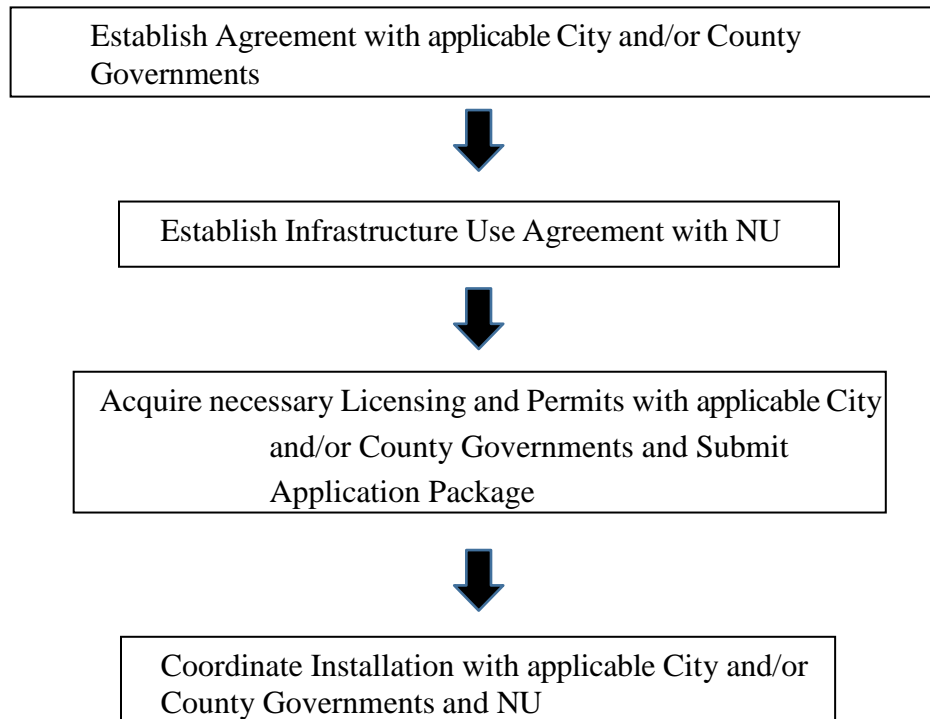 Establish Agreement with applicable City and/or County
Governments
Establish Infrastructure Use Agreement with NU
Acquire necessary Licensing and Permits with applicable City
and/or County Governments and Submit
Application Package
Coordinate Installation with applicable City and/or
County Governments and NU